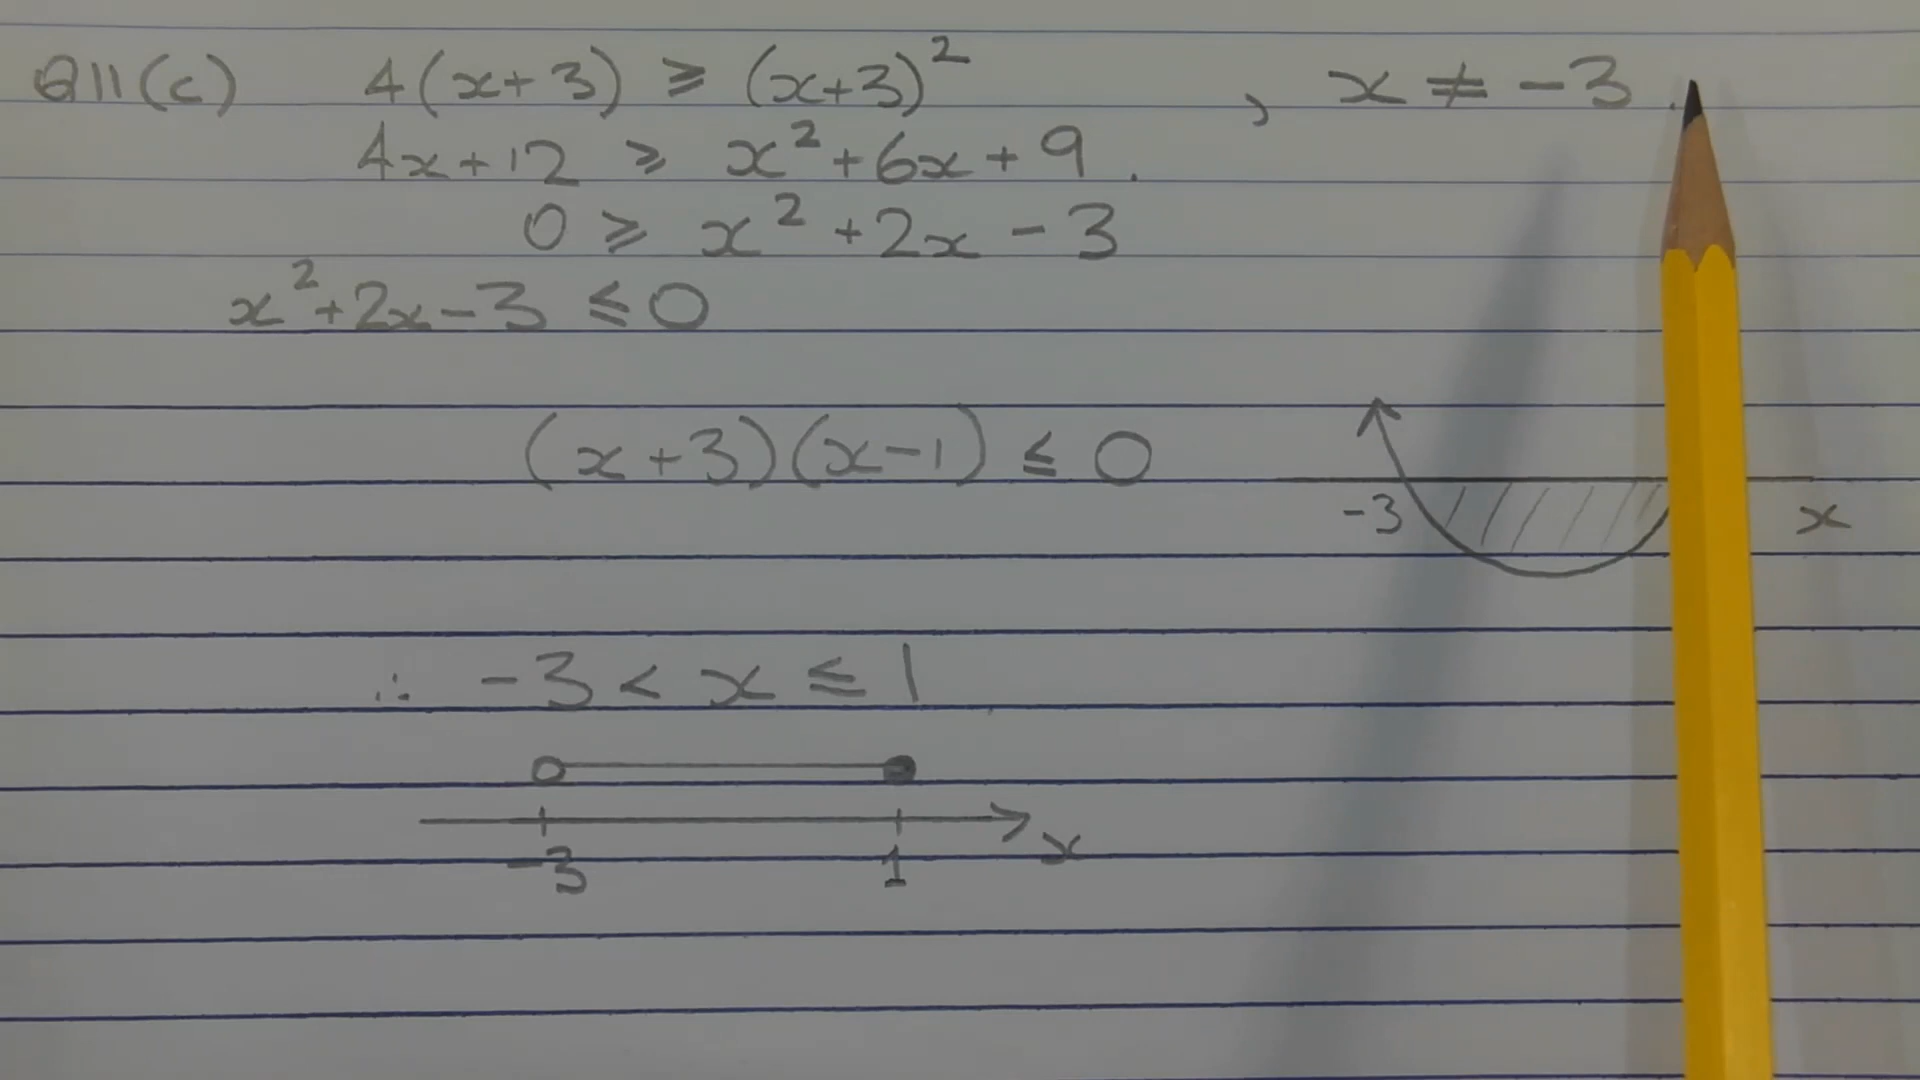 Q11(c) 4(x+3) ≥ (x+3)² , x ≠ -3.
4x+12 ≥ x²+6x+9.
0 ≥ x²+2x-3
x²+2x-3 ≤ 0
(x+3)(x-1) ≤ 0
-3 x
∴ -3 < x ≤ 1
x
-3 1